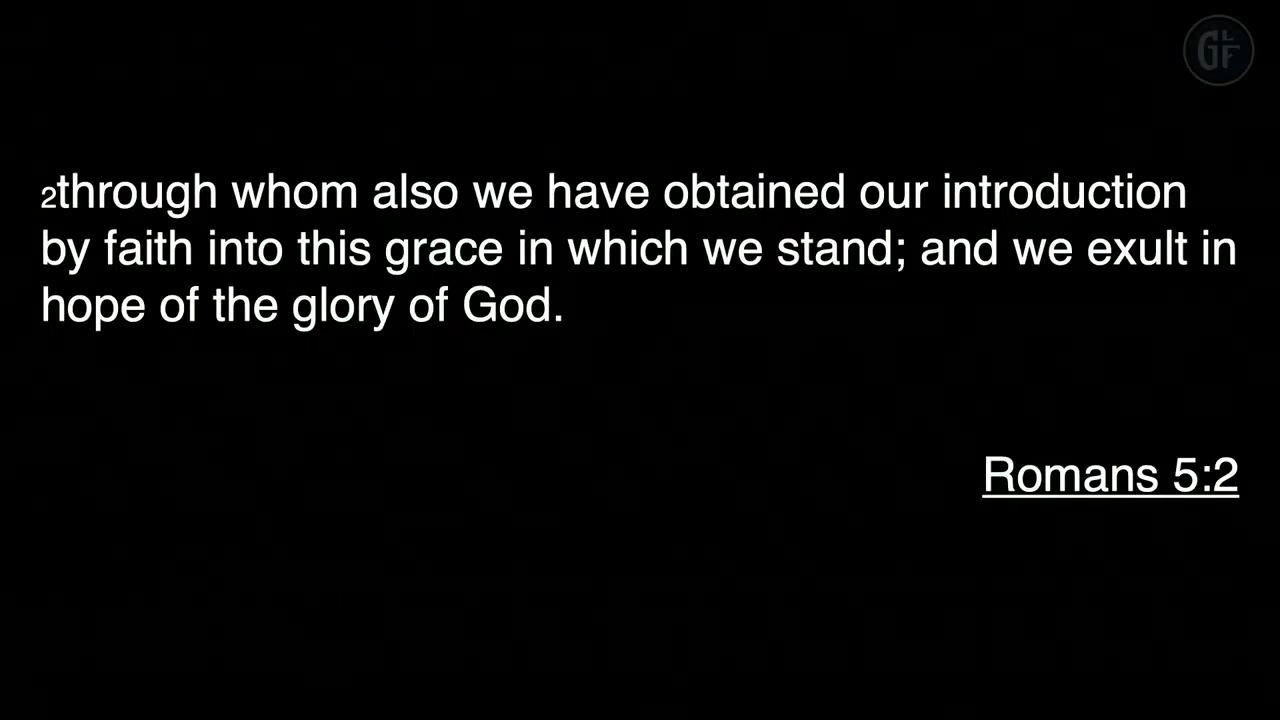 2through whom also we have obtained our introduction
by faith into this grace in which we stand; and we exult in
hope of the glory of God.
Romans 5:2